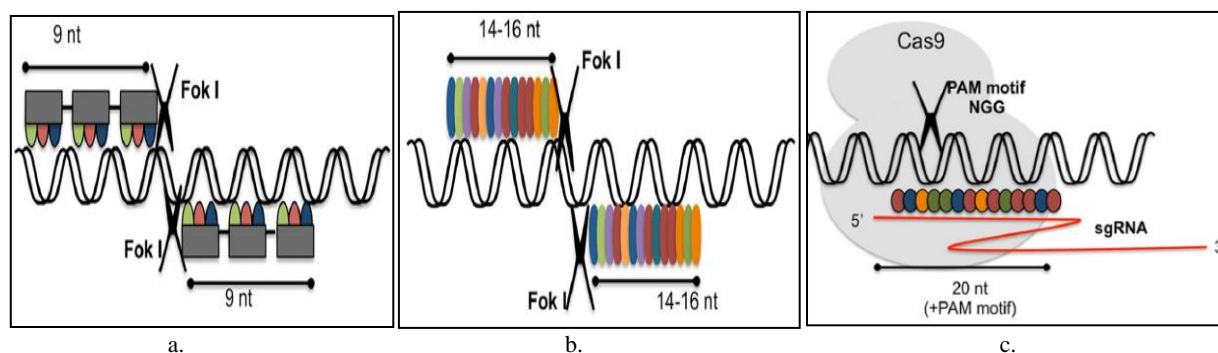 9 nt
Fok I
Fok I
9 nt
a.
14-16 nt
Fok I
Fok I
14-16 nt
b.
Cas9
PAM motif
NGG
5'
sgRNA
3'
20 nt
(+PAM motif)
c.